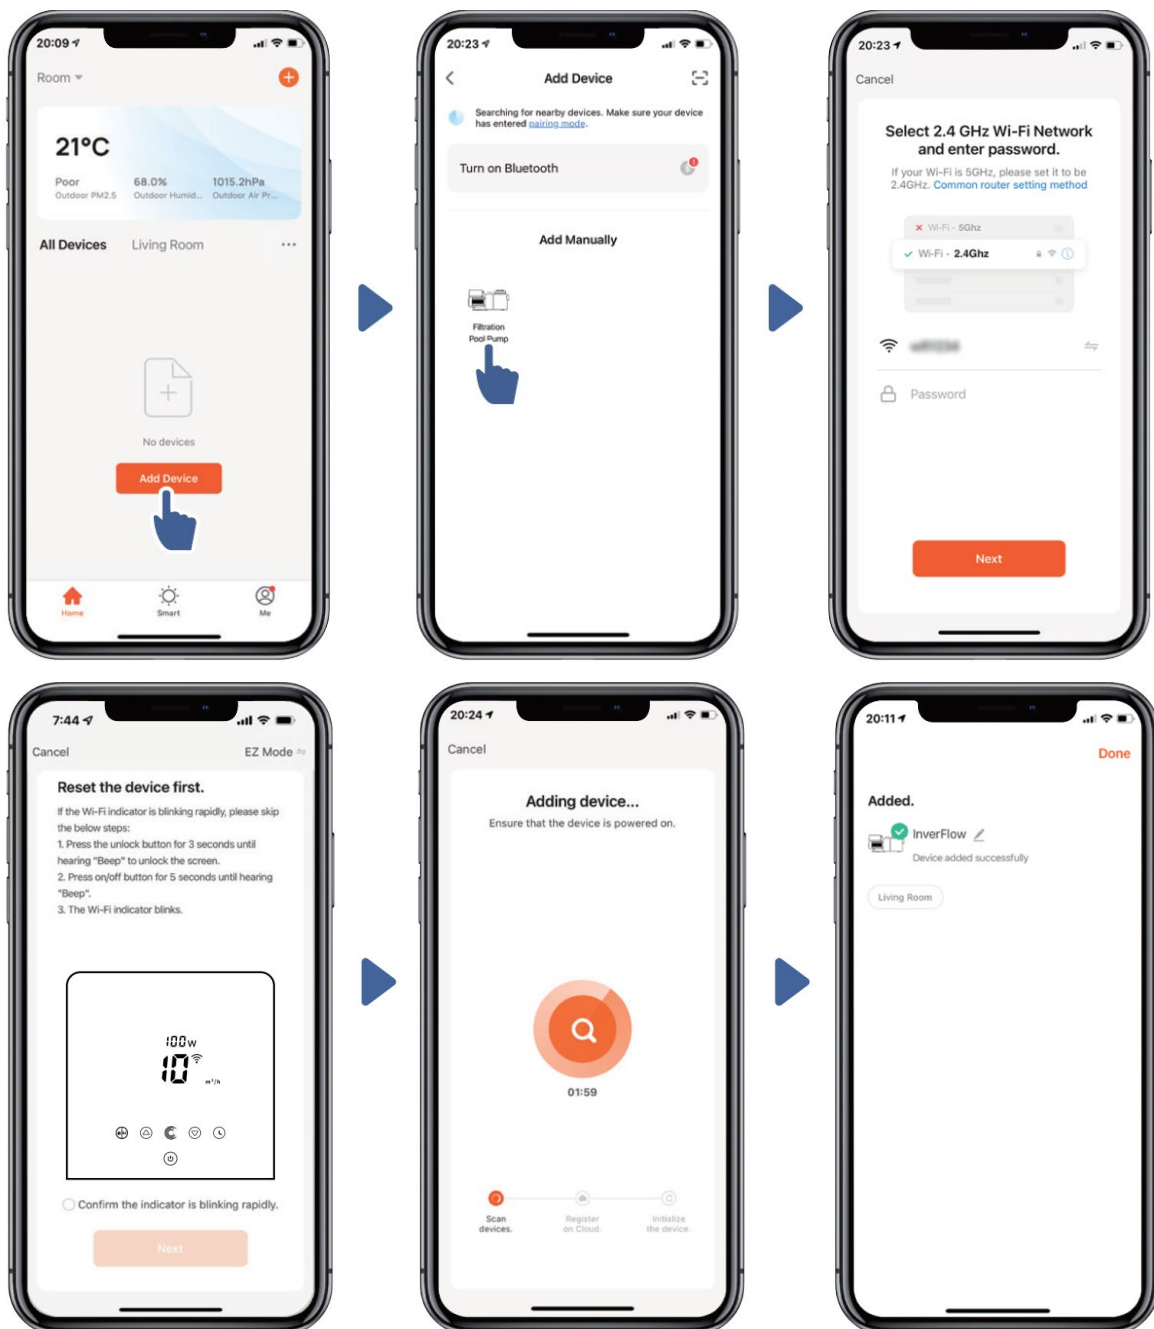 20:09
Room
21°C
Poor
68.0%
1015.2hPa
Outdoor PM2.5
Outdoor Humid...
Outdoor Air Pr...
All Devices
Living Room
...
No devices
Add Device
Home
Smart
Me
20:23
Add Device
Searching for nearby devices. Make sure your device
has entered pairing mode.
Turn on Bluetooth
Add Manually
Filtration
Pool Pump
20:23
Cancel
Select 2.4 GHz Wi-Fi Network
and enter password.
If your Wi-Fi is 5GHz, please set it to be
2.4GHz. Common router setting method
Wi-Fi - 5Ghz
Wi-Fi - 2.4Ghz
Password
Next
7:44
Cancel
EZ Mode
Reset the device first.
If the Wi-Fi indicator is blinking rapidly, please skip
the below steps:
1. Press the unlock button for 3 seconds until
hearing "Beep" to unlock the screen.
2. Press on/off button for 5 seconds until hearing
"Beep".
3. The Wi-Fi indicator blinks.
100w
10
m³/h
Confirm the indicator is blinking rapidly.
Next
20:24
Cancel
Adding device...
Ensure that the device is powered on.
01:59
Scan
devices.
Register
on Cloud.
Initialize
the device.
20:11
Done
Added.
InverFlow
Device added successfully
Living Room